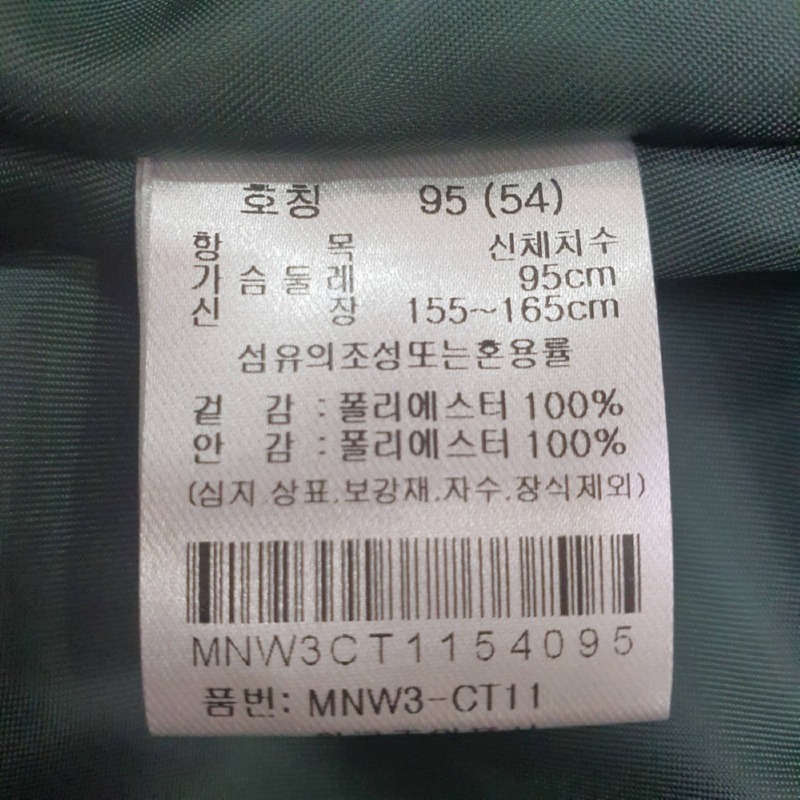 호칭 95 (54)
항 목 신체치수
가 슴 둘 레 95cm
신 장 155~165cm
섬유의조성또는혼용률
겉 감 : 폴리에스터 100%
안 감 : 폴리에스터 100%
(심지.상표.보강재.자수.장식제외)
MNW3CT1154095
품번: MNW3-CT11